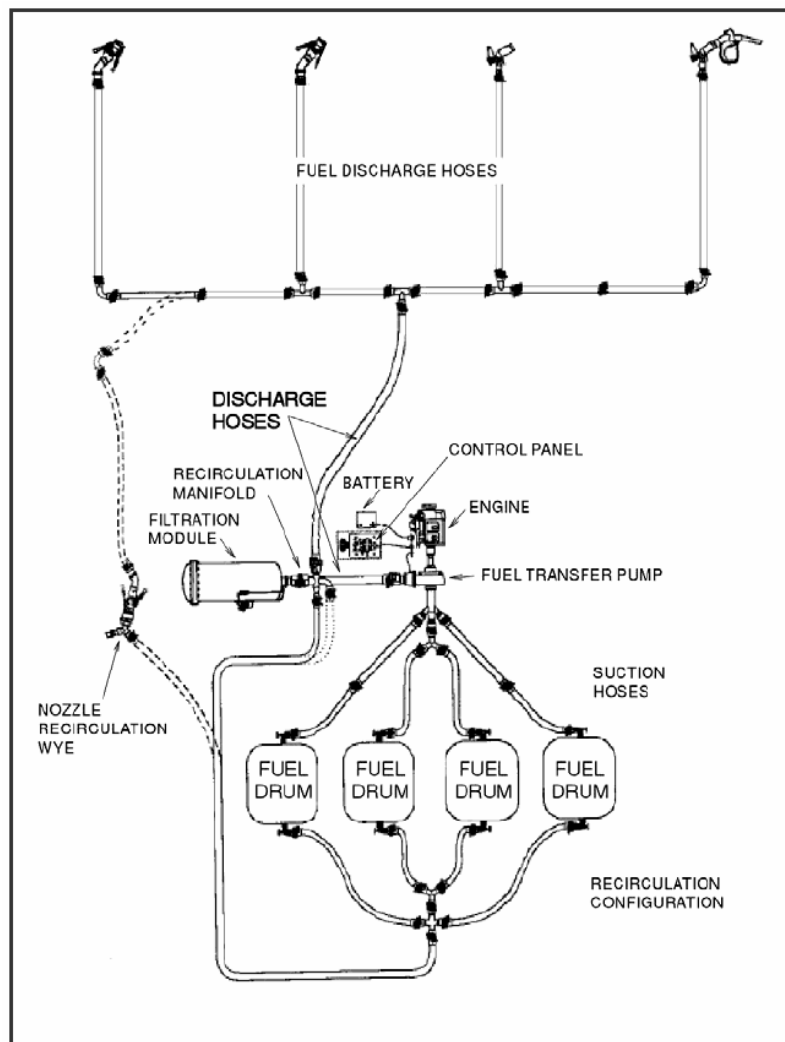 FUEL DISCHARGE HOSES
DISCHARGE
HOSES
CONTROL PANEL
RECIRCULATION
MANIFOLD
BATTERY
ENGINE
FILTRATION
MODULE
FUEL TRANSFER PUMP
SUCTION
HOSES
NOZZLE
RECIRCULATION
WYE
FUEL
DRUM
FUEL
DRUM
FUEL
DRUM
FUEL
DRUM
RECIRCULATION
CONFIGURATION